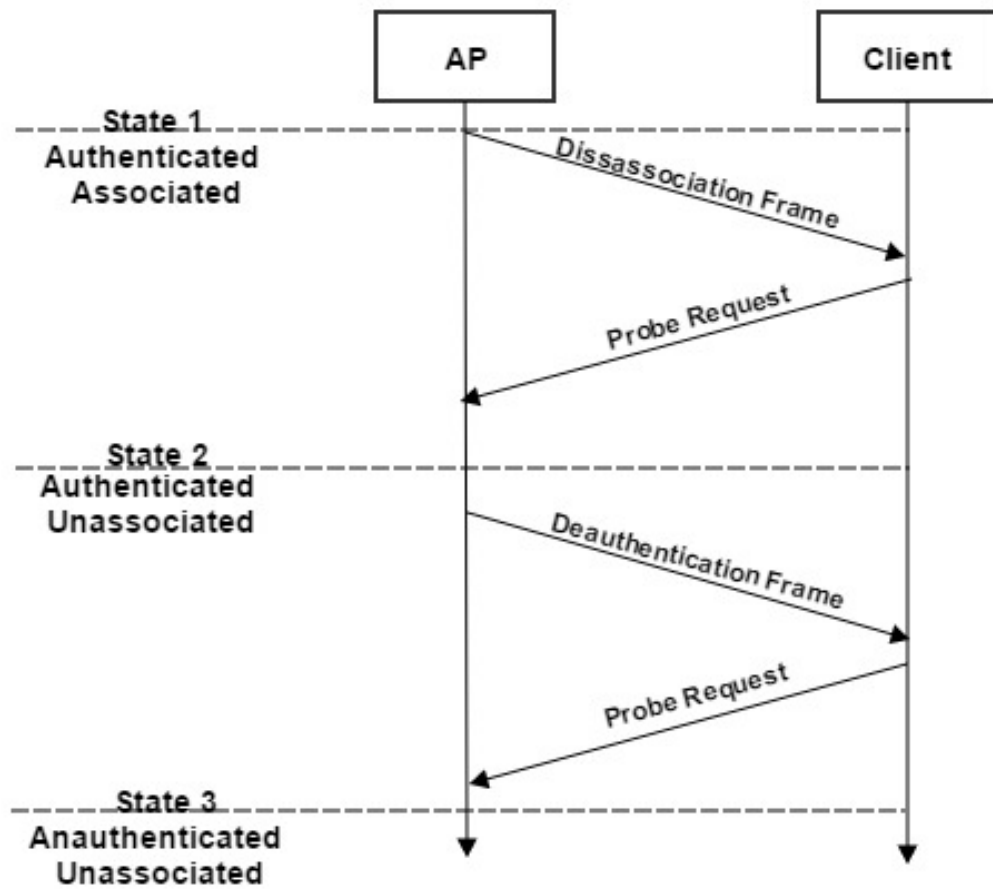 AP
Client
State 1
Authenticated
Associated
Dissassociation Frame
Probe Request
State 2
Authenticated
Unassociated
Deauthentication Frame
Probe Request
State 3
Anauthenticated
Unassociated